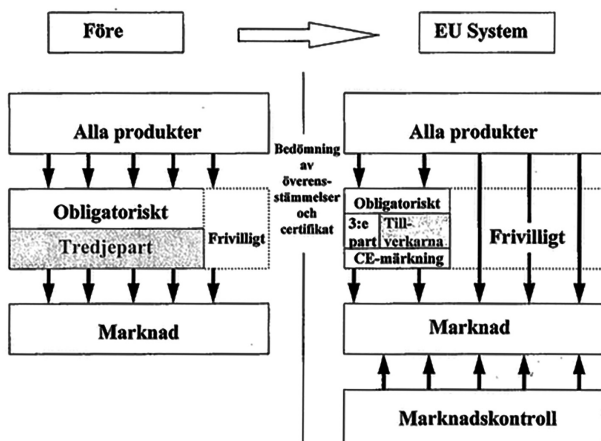 Före
EU System
Alla produkter
Obligatoriskt
Tredjepart
Frivilligt
Marknad
Bedömning
av
överens-
stämmelser
och
certifikat
Alla produkter
Obligatoriskt
3:e Till-
part verkarna
CE-märkning
Frivilligt
Marknad
Marknadskontroll